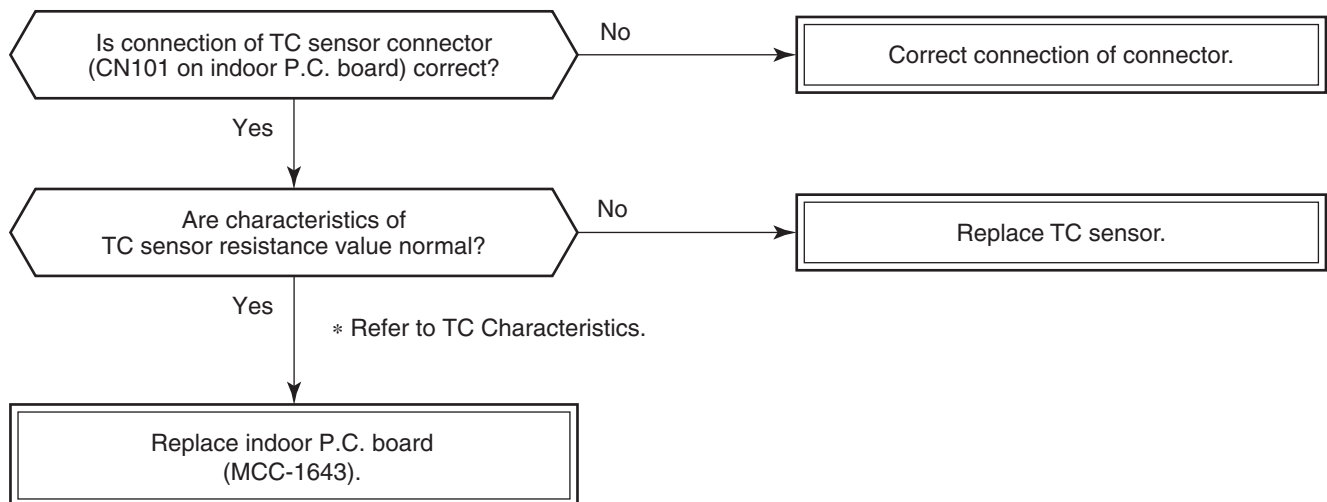 Is connection of TC sensor connector
(CN101 on indoor P.C. board) correct?
No
Correct connection of connector.
Yes
Are characteristics of
TC sensor resistance value normal?
No
Replace TC sensor.
Yes
* Refer to TC Characteristics.
Replace indoor P.C. board
(MCC-1643).